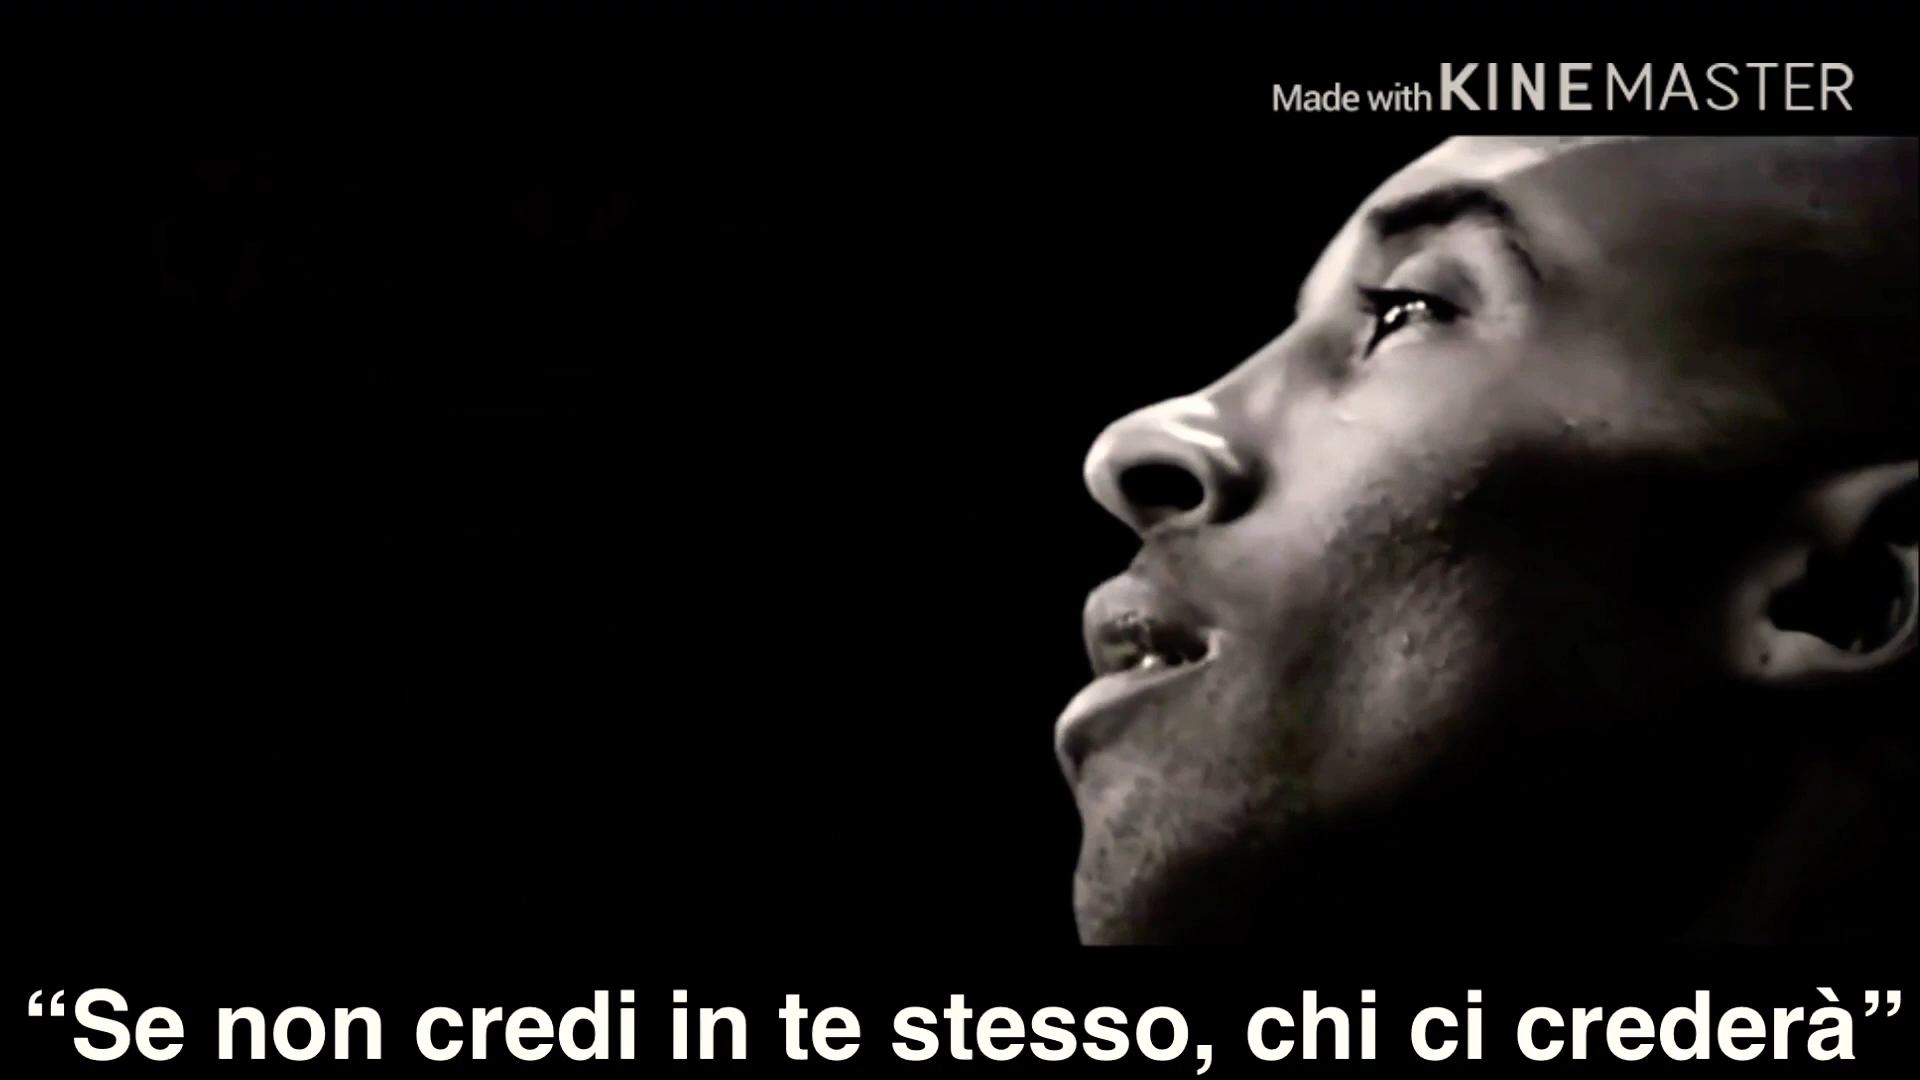 Made with KINEMASTER
“Se non credi in te stesso, chi ci crederà”